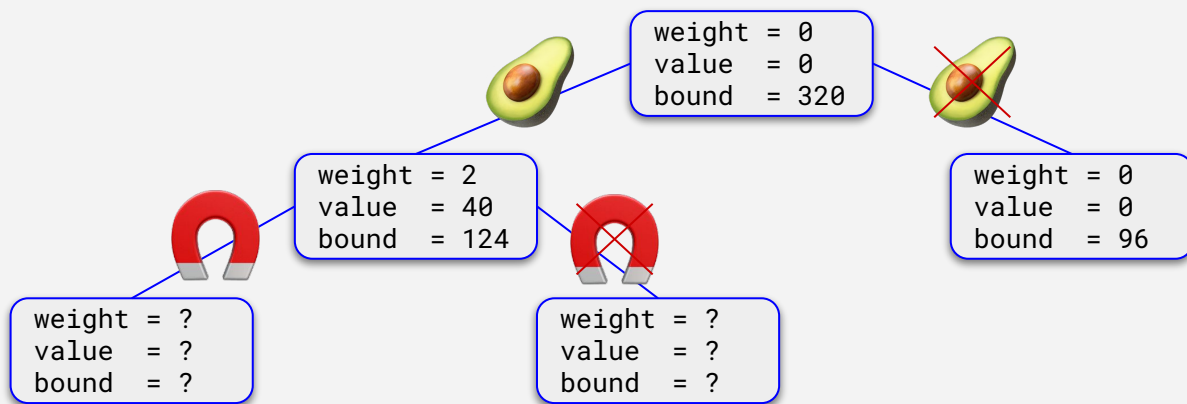 weight = 0
value  = 0
bound  = 320
weight = 2
value  = 40
bound  = 124
weight = 0
value  = 0
bound  = 96
weight = ?
value  = ?
bound  = ?
weight = ?
value  = ?
bound  = ?